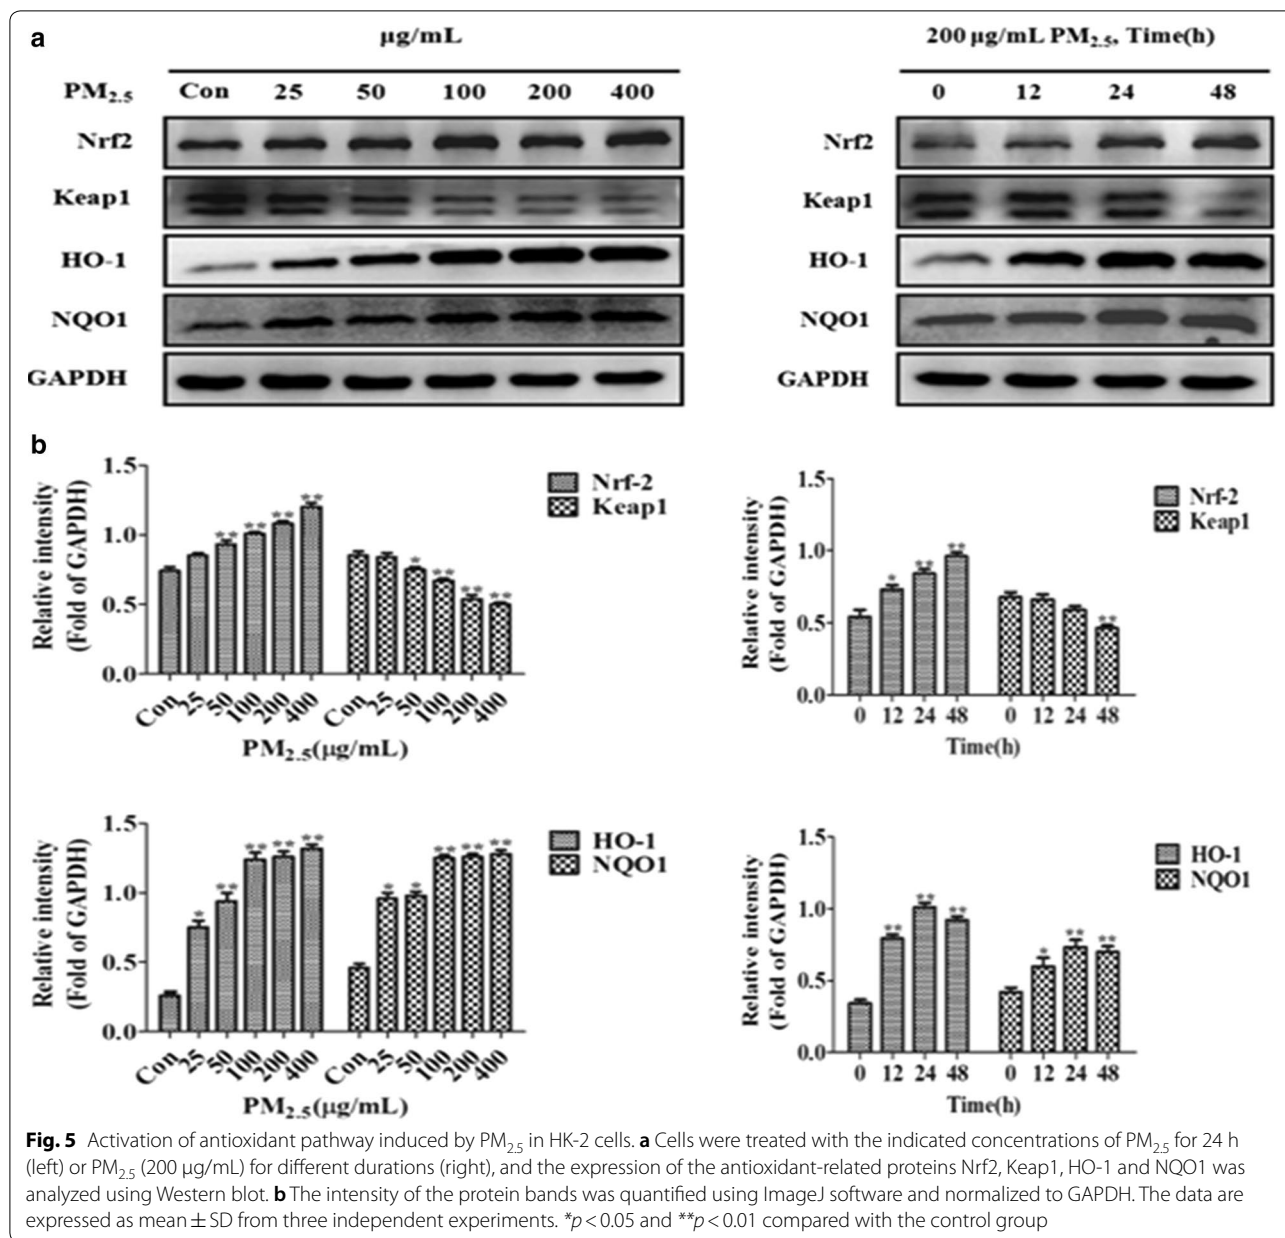 a
µg/mL
PM2.5 Con 25 50 100 200 400
Nrf2
Keap1
HO-1
NQO1
GAPDH
200 µg/mL PM2.5, Time(h)
0 12 24 48
Nrf2
Keap1
HO-1
NQO1
GAPDH
b
Relative intensity
(Fold of GAPDH)
1.5
1.0
0.5
0.0
** ** ** **
* ** ** **
Con 25 50 100 200 400 Con 25 50 100 200 400
PM2.5(µg/mL)
Nrf-2
Keap1
Relative intensity
(Fold of GAPDH)
1.5
1.0
0.5
0.0
* ** **
**
0 12 24 48 0 12 24 48
Time(h)
Nrf-2
Keap1
Relative intensity
(Fold of GAPDH)
1.5
1.0
0.5
0.0
* ** ** ** **
* * ** ** **
Con 25 50 100 200 400 Con 25 50 100 200 400
PM2.5(µg/mL)
HO-1
NQO1
Relative intensity
(Fold of GAPDH)
1.5
1.0
0.5
0.0
** ** **
* ** **
0 12 24 48 0 12 24 48
Time(h)
HO-1
NQO1
Fig. 5 Activation of antioxidant pathway induced by PM2.5 in HK-2 cells. a Cells were treated with the indicated concentrations of PM2.5 for 24 h
(left) or PM2.5 (200 µg/mL) for different durations (right), and the expression of the antioxidant-related proteins Nrf2, Keap1, HO-1 and NQO1 was
analyzed using Western blot. b The intensity of the protein bands was quantified using ImageJ software and normalized to GAPDH. The data are
expressed as mean ± SD from three independent experiments. *p < 0.05 and **p < 0.01 compared with the control group